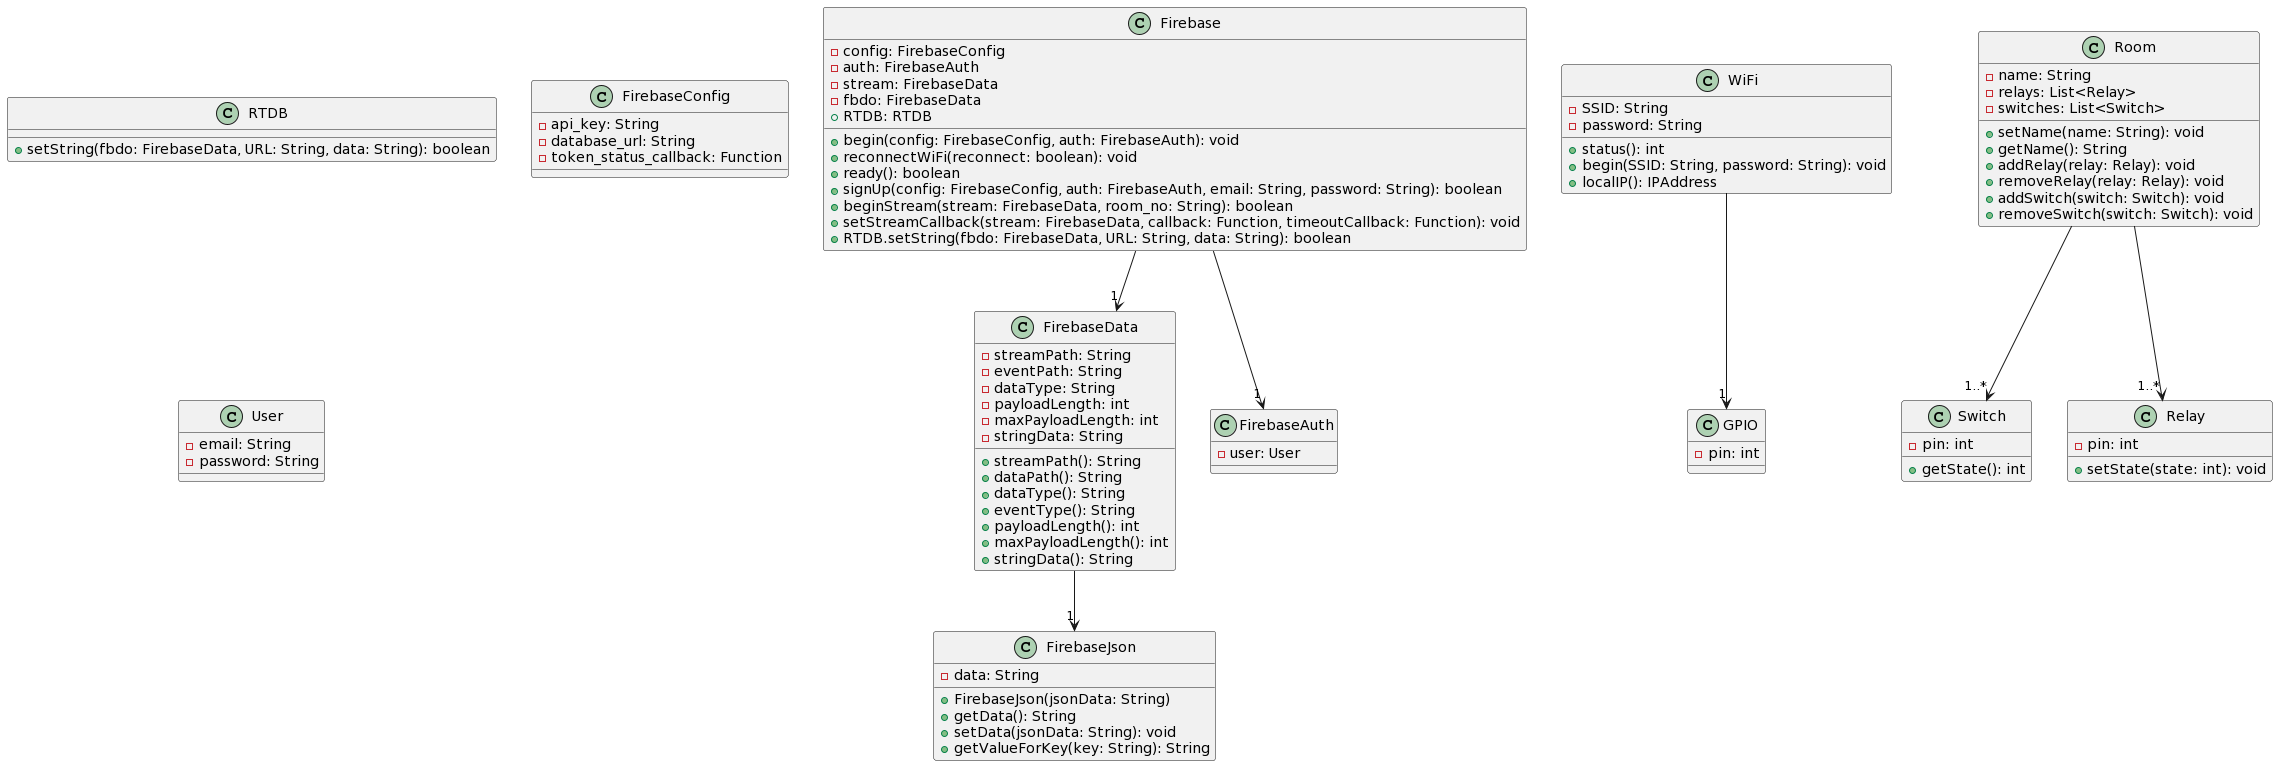 RTDB
setString(fbdo: FirebaseData, URL: String, data: String): boolean
FirebaseConfig
api_key: String
database_url: String
token_status_callback: Function
Firebase
config: FirebaseConfig
auth: FirebaseAuth
stream: FirebaseData
fbdo: FirebaseData
RTDB: RTDB
begin(config: FirebaseConfig, auth: FirebaseAuth): void
reconnectWiFi(reconnect: boolean): void
ready(): boolean
signUp(config: FirebaseConfig, auth: FirebaseAuth, email: String, password: String): boolean
beginStream(stream: FirebaseData, room_no: String): boolean
setStreamCallback(stream: FirebaseData, callback: Function, timeoutCallback: Function): void
RTDB.setString(fbdo: FirebaseData, URL: String, data: String): boolean
WiFi
SSID: String
password: String
status(): int
begin(SSID: String, password: String): void
localIP(): IPAddress
Room
name: String
relays: List<Relay>
switches: List<Switch>
setName(name: String): void
getName(): String
addRelay(relay: Relay): void
removeRelay(relay: Relay): void
addSwitch(switch: Switch): void
removeSwitch(switch: Switch): void
1
1
1
1..*
1..*
User
email: String
password: String
FirebaseData
streamPath: String
eventPath: String
dataType: String
payloadLength: int
maxPayloadLength: int
stringData: String
streamPath(): String
dataPath(): String
dataType(): String
eventType(): String
payloadLength(): int
maxPayloadLength(): int
stringData(): String
FirebaseAuth
user: User
GPIO
pin: int
Switch
pin: int
getState(): int
Relay
pin: int
setState(state: int): void
1
FirebaseJson
data: String
FirebaseJson(jsonData: String)
getData(): String
setData(jsonData: String): void
getValueForKey(key: String): String